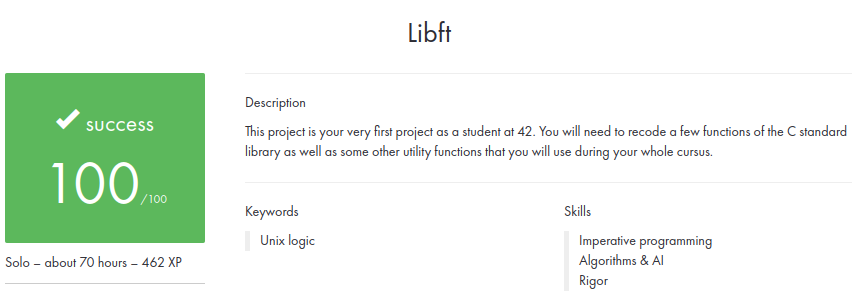 Libft
success
100/100
Solo – about 70 hours – 462 XP
Description
This project is your very first project as a student at 42. You will need to recode a few functions of the C standard
library as well as some other utility functions that you will use during your whole cursus.
Keywords
Unix logic
Skills
Imperative programming
Algorithms & AI
Rigor